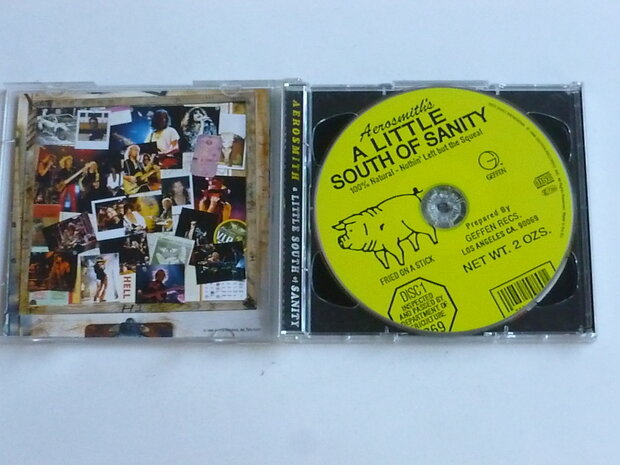 HELL
AEROSMITH A LITTLE SOUTH OF SANITY
Aerosmith's
A LITTLE
SOUTH OF SANITY
100% Natural - Nothin' Left but the Squeal
GEFFEN
FRIED ON A STICK
Prepared By
GEFFEN RECS.
LOS ANGELES CA. 90069
NET WT. 2 OZS.
DISC 1
INSPECTED
AND PASSED BY
DEPARTMENT OF
69